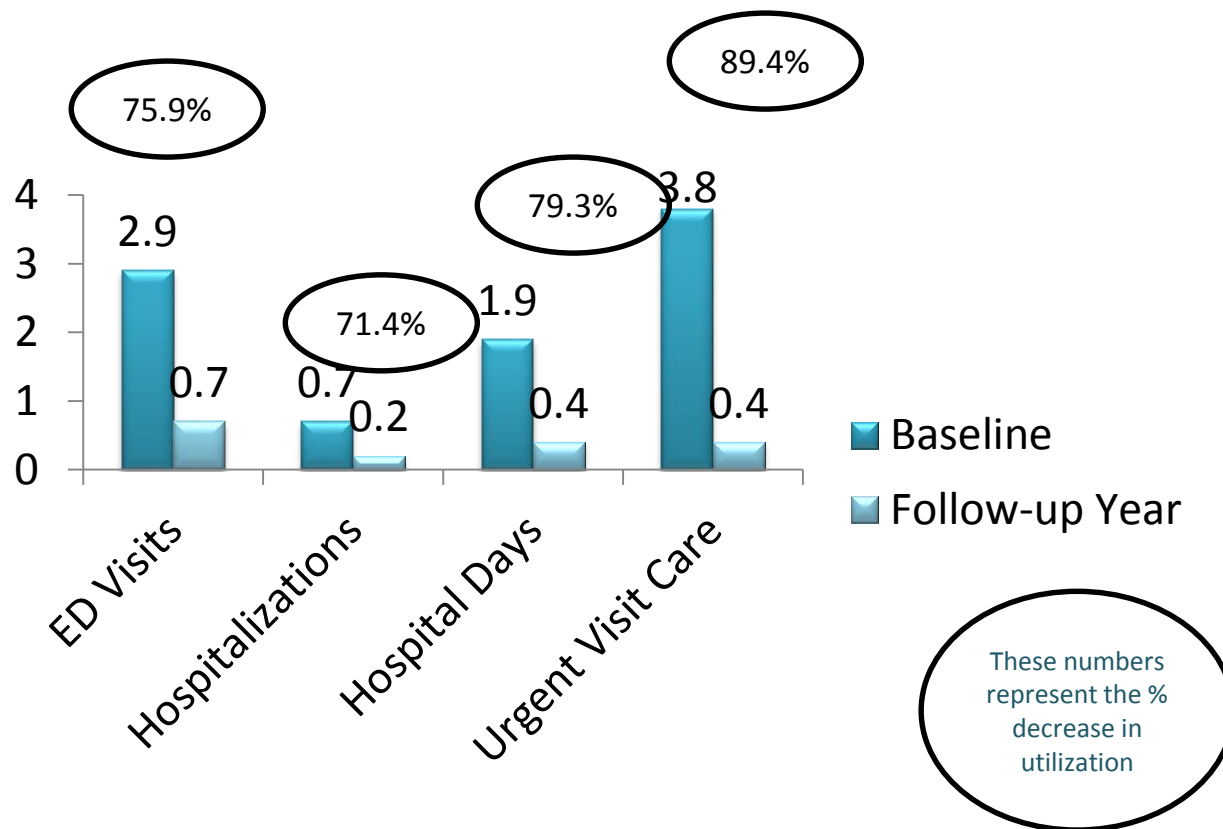 89.4%
75.9%
79.3%
71.4%
4
3
2
1
0
2.9
0.7
0.7
0.2
1.9
0.4
3.8
0.4
ED Visits
Hospitalizations
Hospital Days
Urgent Visit Care
Baseline
Follow-up Year
These numbers
represent the %
decrease in
utilization